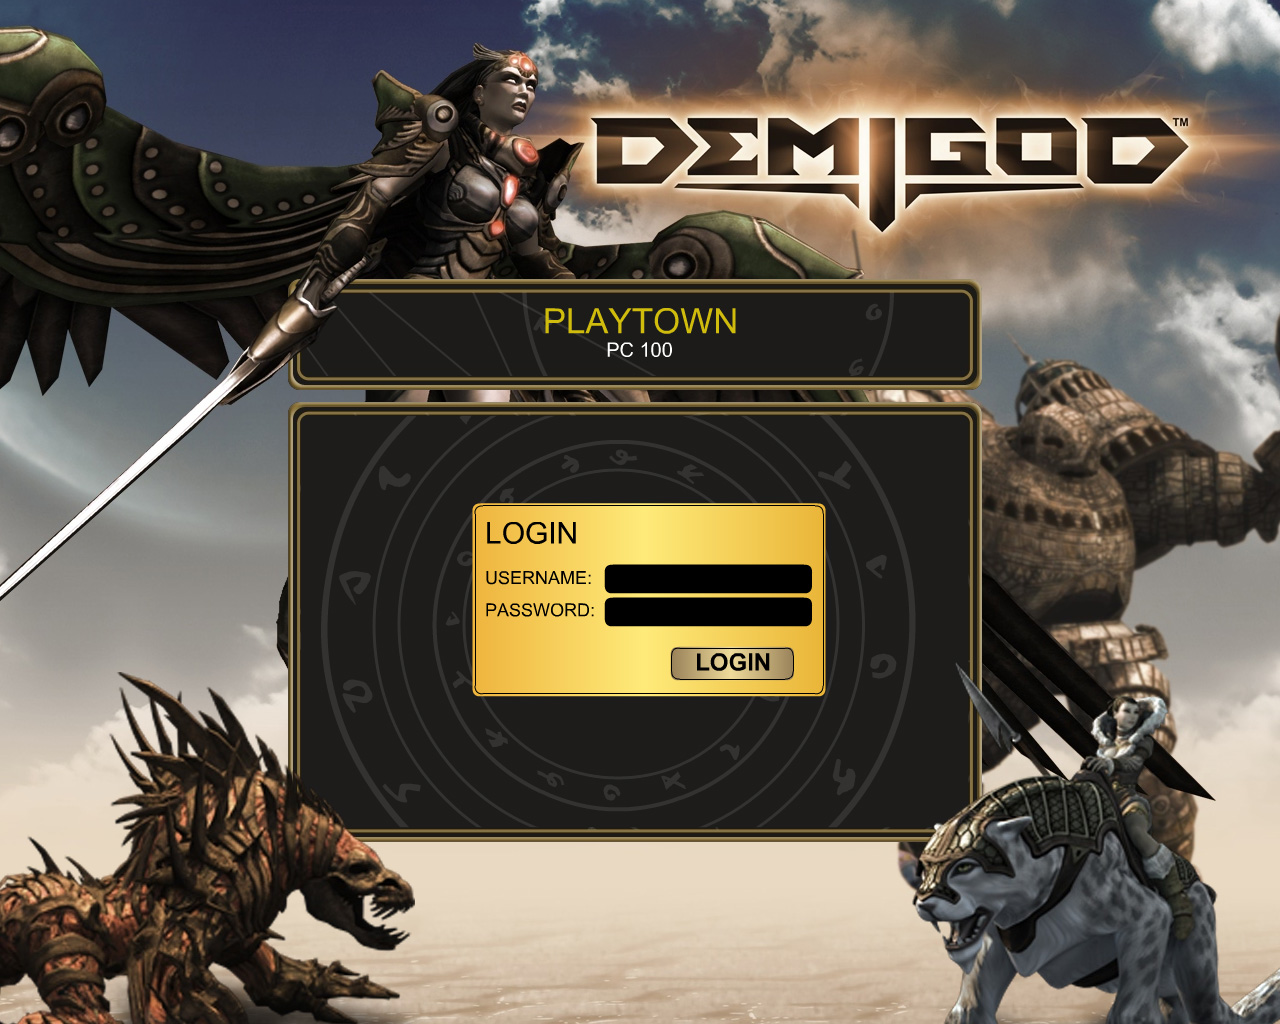 DEMIGOD™
PLAYTOWN
PC 100
LOGIN
USERNAME:
PASSWORD:
LOGIN